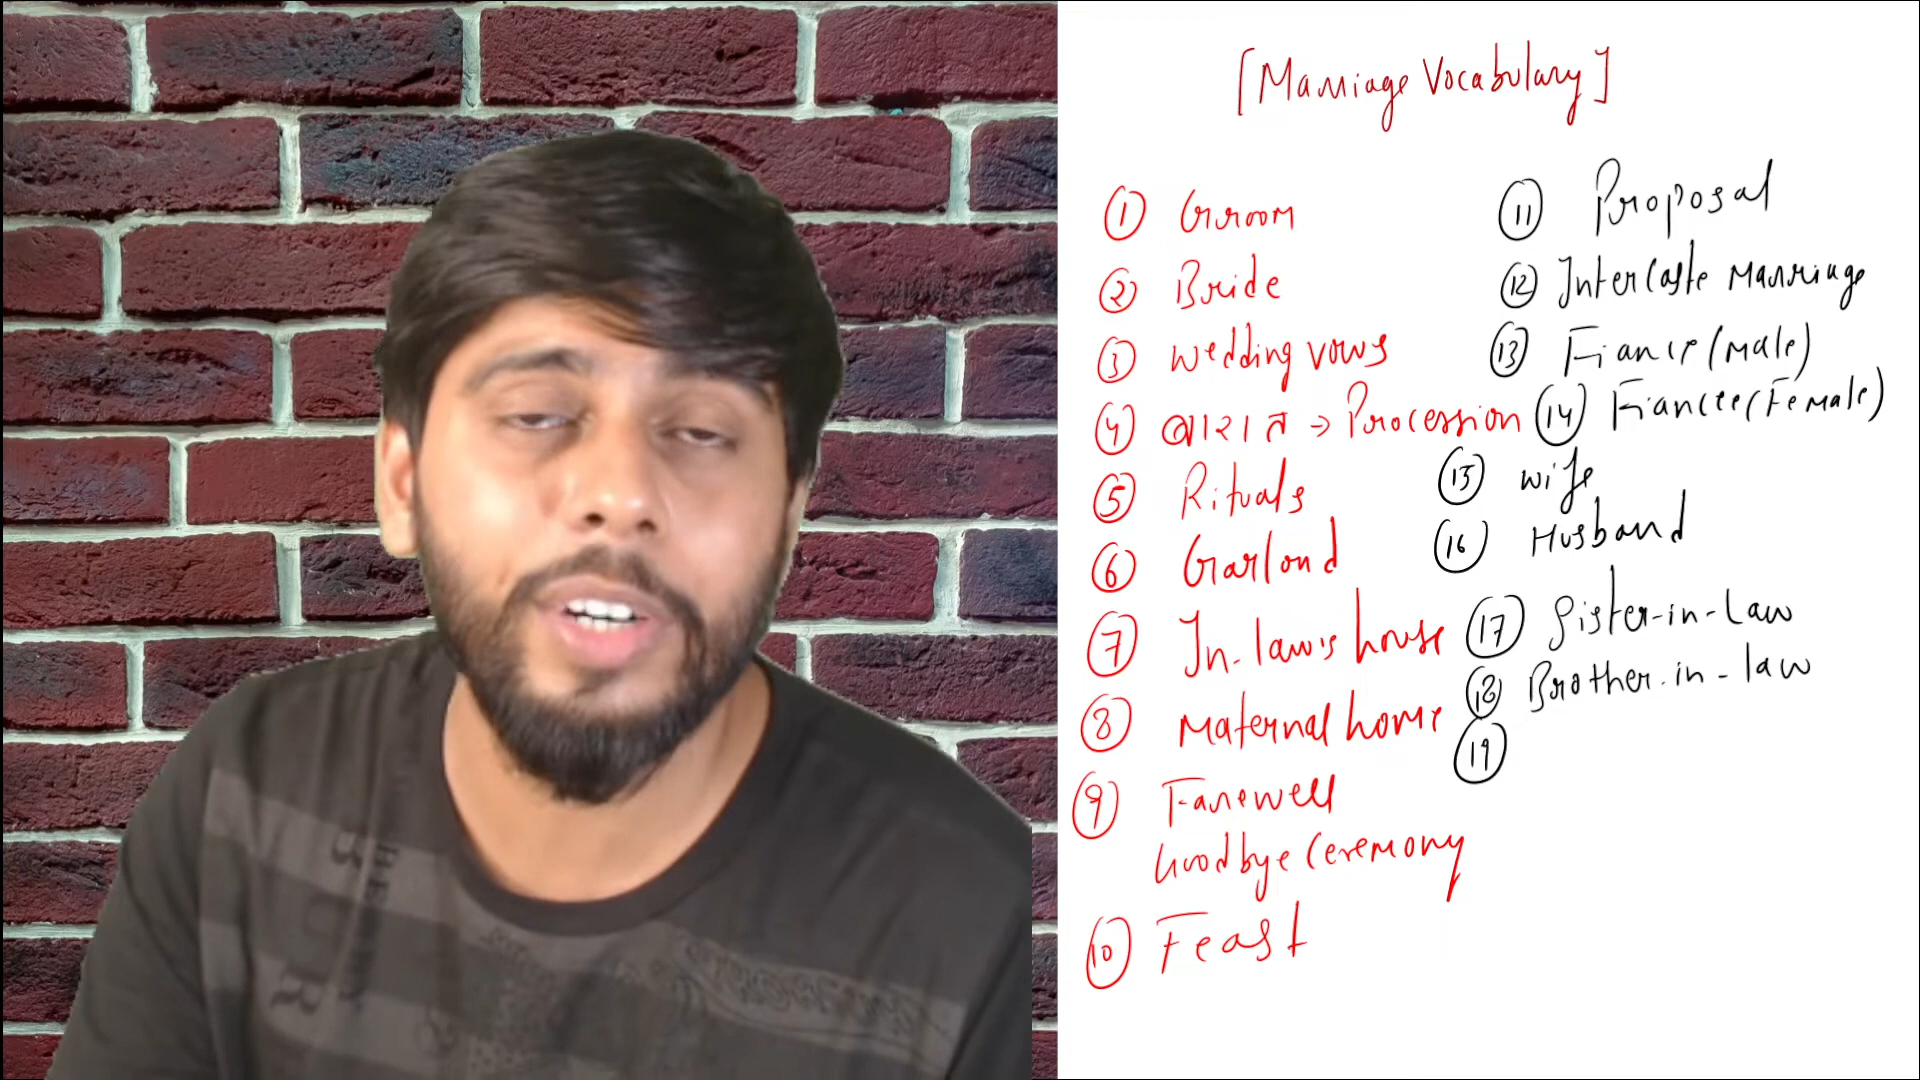 [Marriage Vocabulary]
① Groom
② Bride
③ Wedding vows
④ बारात → Procession
⑤ Rituals
⑥ Garland
⑦ In-law's house
⑧ Maternal home
⑨ Farewell
Goodbye Ceremony
⑩ Feast
⑪ Proposal
⑫ Intercaste Marriage
⑬ Fiance (Male)
⑭ Fiancee (Female)
⑮ Wife
⑯ Husband
⑰ Sister-in-law
⑱ Brother-in-law
⑲